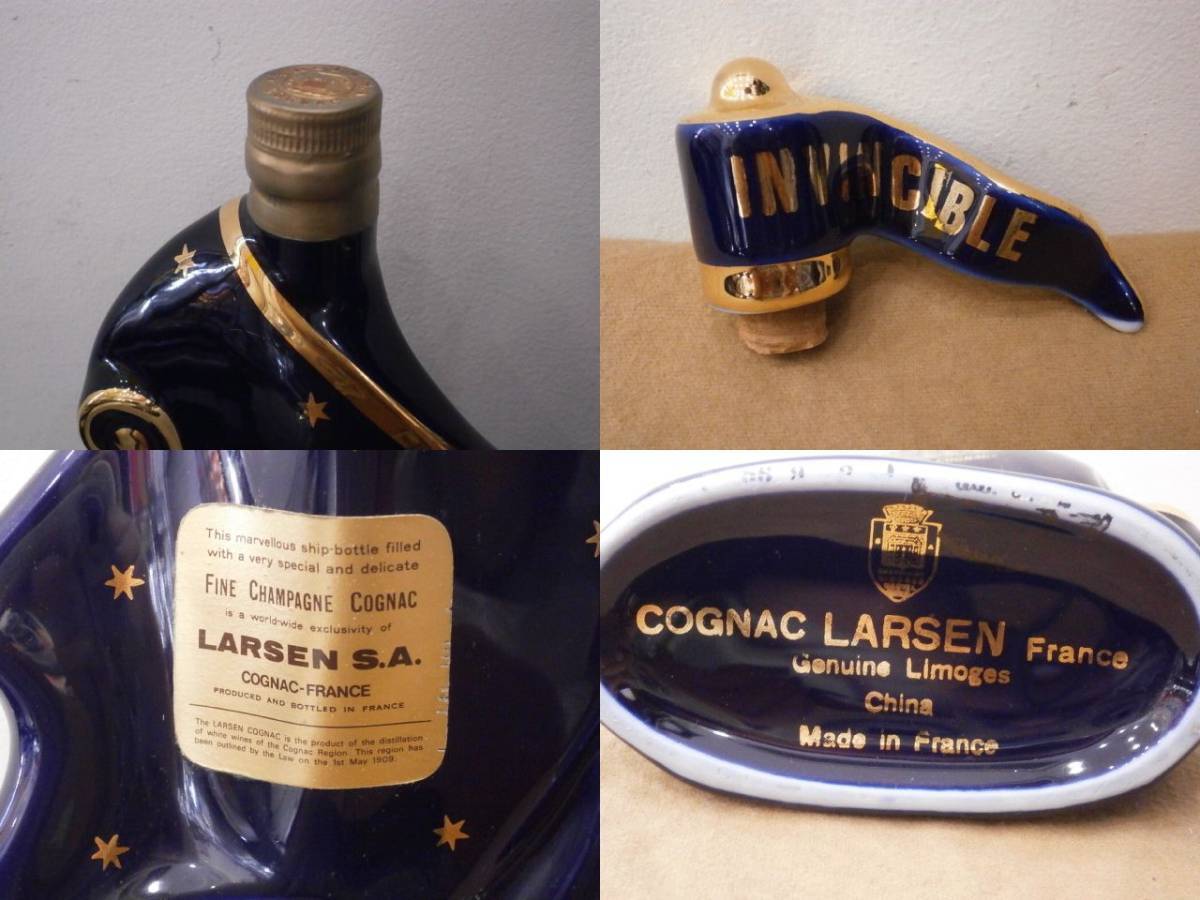 INVINCIBLE
This marvellous ship-bottle filled
with a very special and delicate
FINE CHAMPAGNE COGNAC
is a world-wide exclusivity of
LARSEN S.A.
COGNAC-FRANCE
PRODUCED AND BOTTLED IN FRANCE
The LARSEN COGNAC is the product of the distillation
of white wines of the Cognac Region. This region has
been outlined by the Law on the 1st May 1909.
COGNAC LARSEN France
Genuine Limoges
China
Made in France